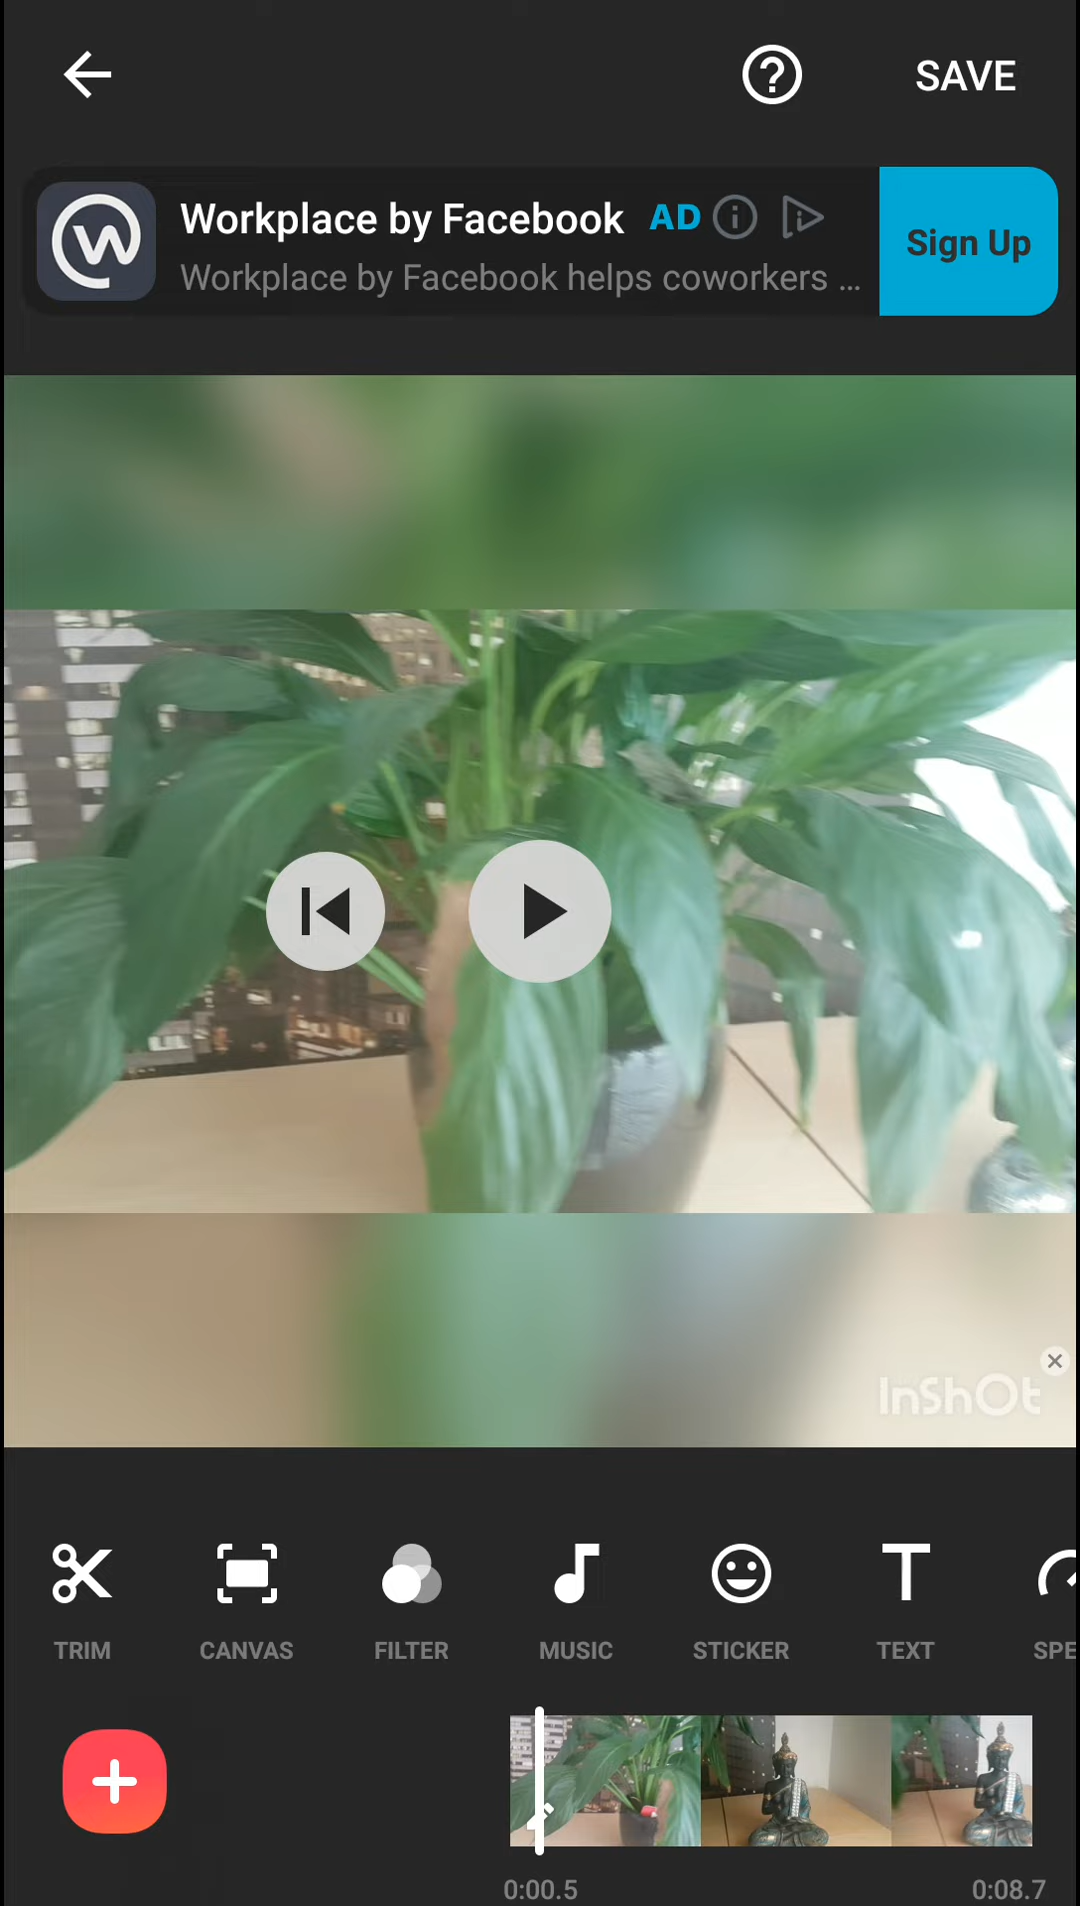 SAVE
Workplace by Facebook AD
Workplace by Facebook helps coworkers ...
Sign Up
InShOt
TRIM CANVAS FILTER MUSIC STICKER TEXT SPE
0:00.5 0:08.7